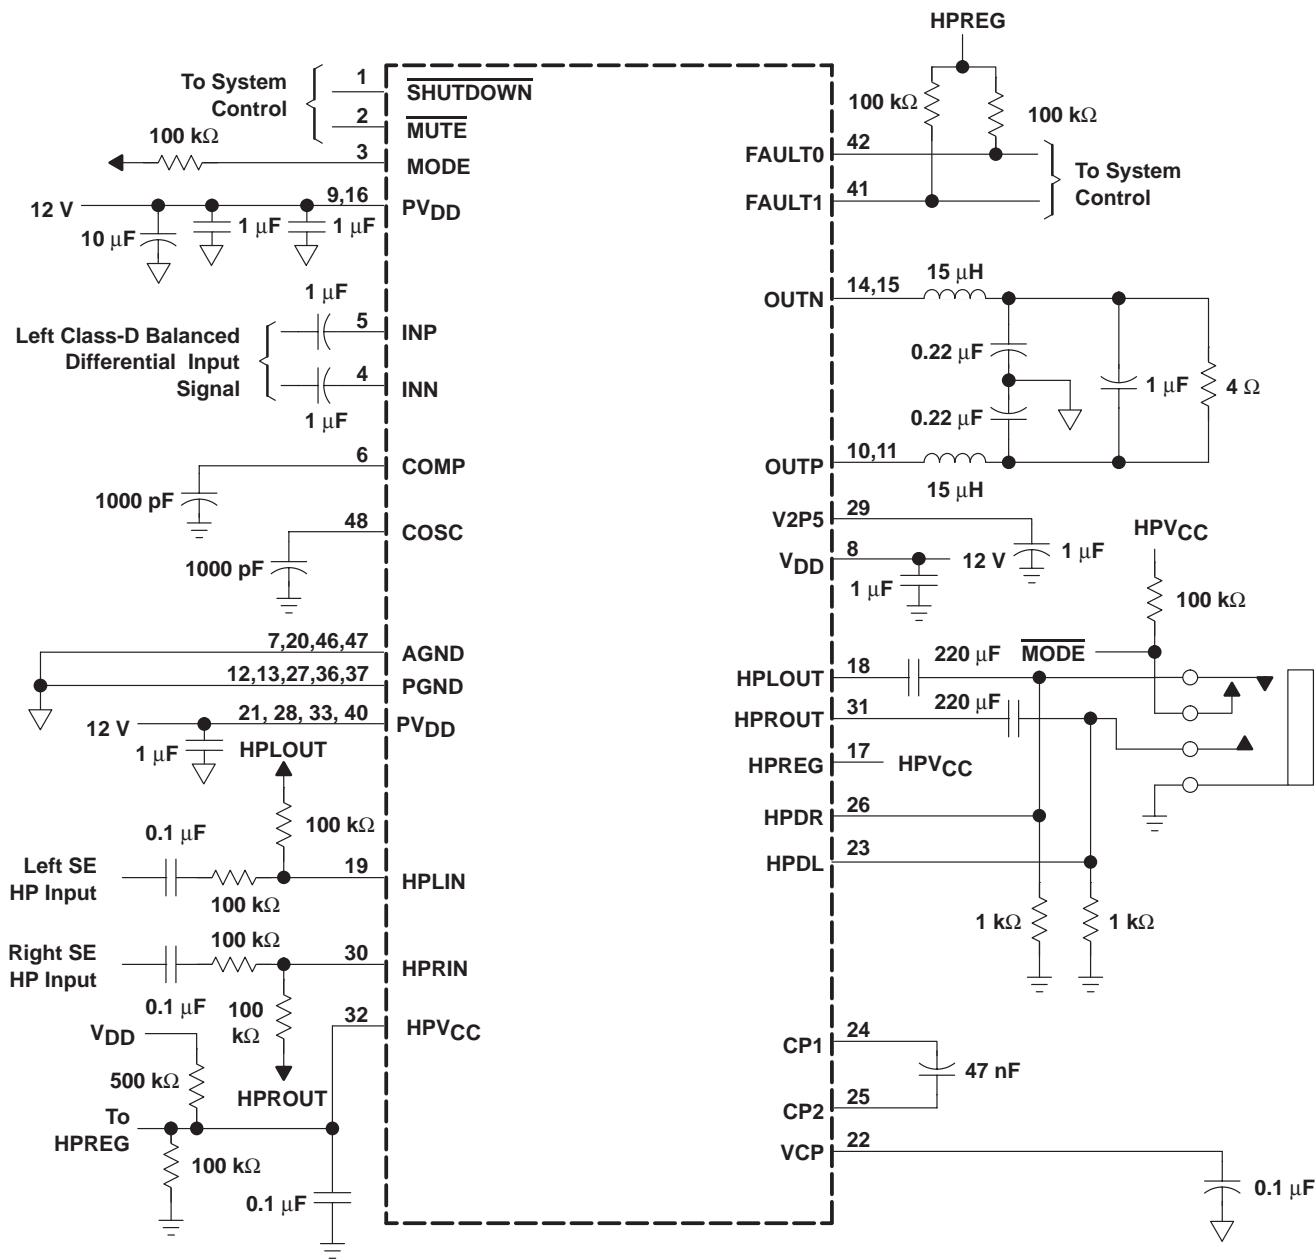 HPREG
To System
Control
1
SHUTDOWN
2
MUTE
100 kΩ
3
MODE
12 V
9,16
PVDD
10 μF
1 μF
1 μF
1 μF
Left Class-D Balanced
Differential Input
Signal
5
INP
4
INN
1 μF
6
COMP
1000 pF
48
COSC
1000 pF
7,20,46,47
AGND
12,13,27,36,37
PGND
12 V
21, 28, 33, 40
PVDD
1 μF
HPLOUT
100 kΩ
0.1 μF
Left SE
HP Input
19
HPLIN
100 kΩ
100 kΩ
Right SE
HP Input
30
HPRIN
0.1 μF
100
kΩ
32
HPVCC
VDD
500 kΩ
HPROUT
To
HPREG
100 kΩ
0.1 μF
100 kΩ
100 kΩ
42
FAULT0
41
FAULT1
To System
Control
15 μH
14,15
OUTN
0.22 μF
1 μF
4 Ω
0.22 μF
10,11
OUTP
15 μH
29
V2P5
8
VDD
12 V
1 μF
1 μF
HPVCC
100 kΩ
MODE
220 μF
18
HPLOUT
31
HPROUT
220 μF
17
HPREG
HPVCC
26
HPDR
23
HPDL
1 kΩ
1 kΩ
24
CP1
47 nF
25
CP2
22
VCP
0.1 μF